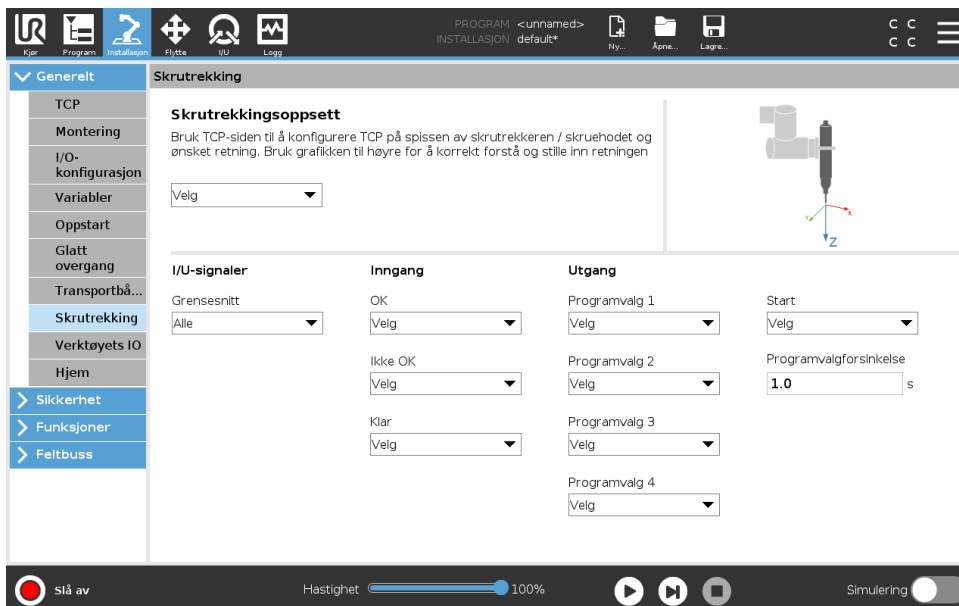 UR
PROGRAM <unnamed>
INSTALLASJON default*
C C
C C
Kjør Program Installasjon Flytte I/U Logg
Ny... Åpne... Lagre...
Generelt
Skrutrekking
TCP
Montering
I/O-
konfigurasjon
Variabler
Oppstart
Glatt
overgang
Transportbå...
Skrutrekking
Verktøyets IO
Hjem
Sikkerhet
Funksjoner
Feltbuss
Skrutrekkingsoppsett
Bruk TCP-siden til å konfigurere TCP på spissen av skrutrekkeren / skruehodet og
ønsket retning. Bruk grafikken til høyre for å korrekt forstå og stille inn retningen
Velg
Y
X
Z
I/U-signaler
Grensesnitt
Alle
Inngang
OK
Velg
Ikke OK
Velg
Klar
Velg
Utgang
Programvalg 1
Velg
Programvalg 2
Velg
Programvalg 3
Velg
Programvalg 4
Velg
Start
Velg
Programvalgforsinkelse
1.0 s
Slå av
Hastighet 100%
Simulering